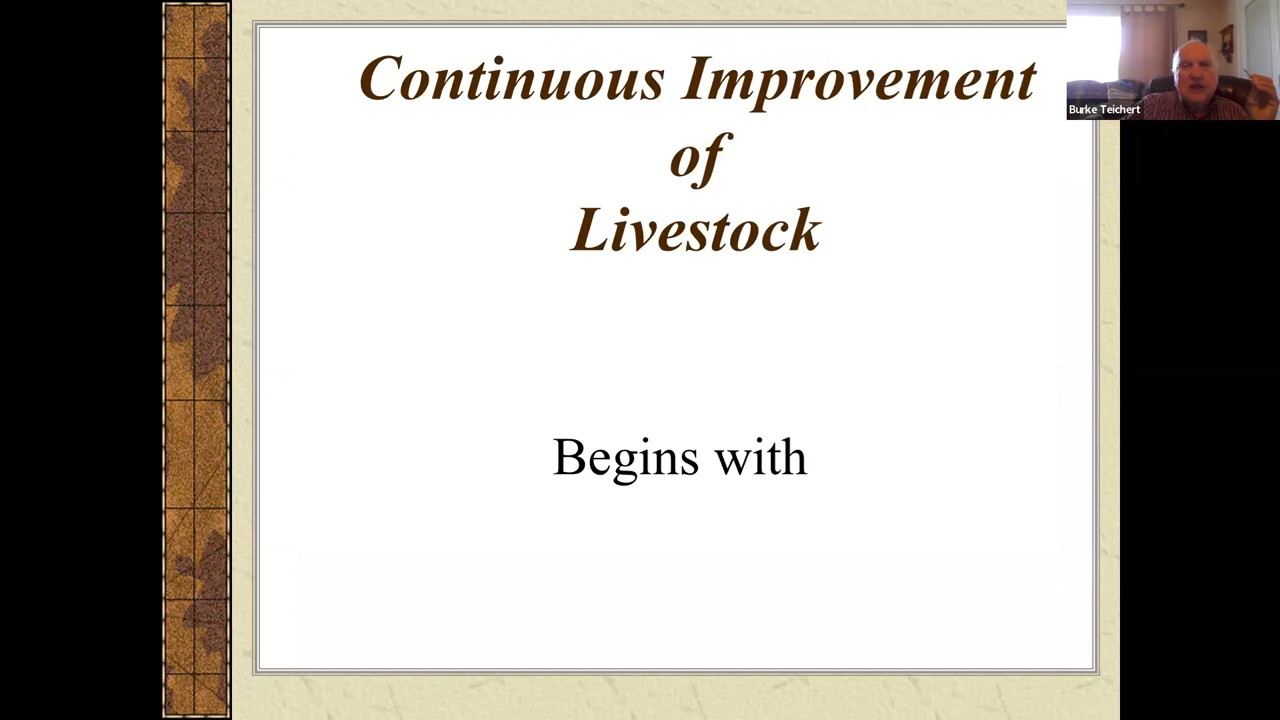 Continuous Improvement
of
Livestock
Burke Teichert
Begins with